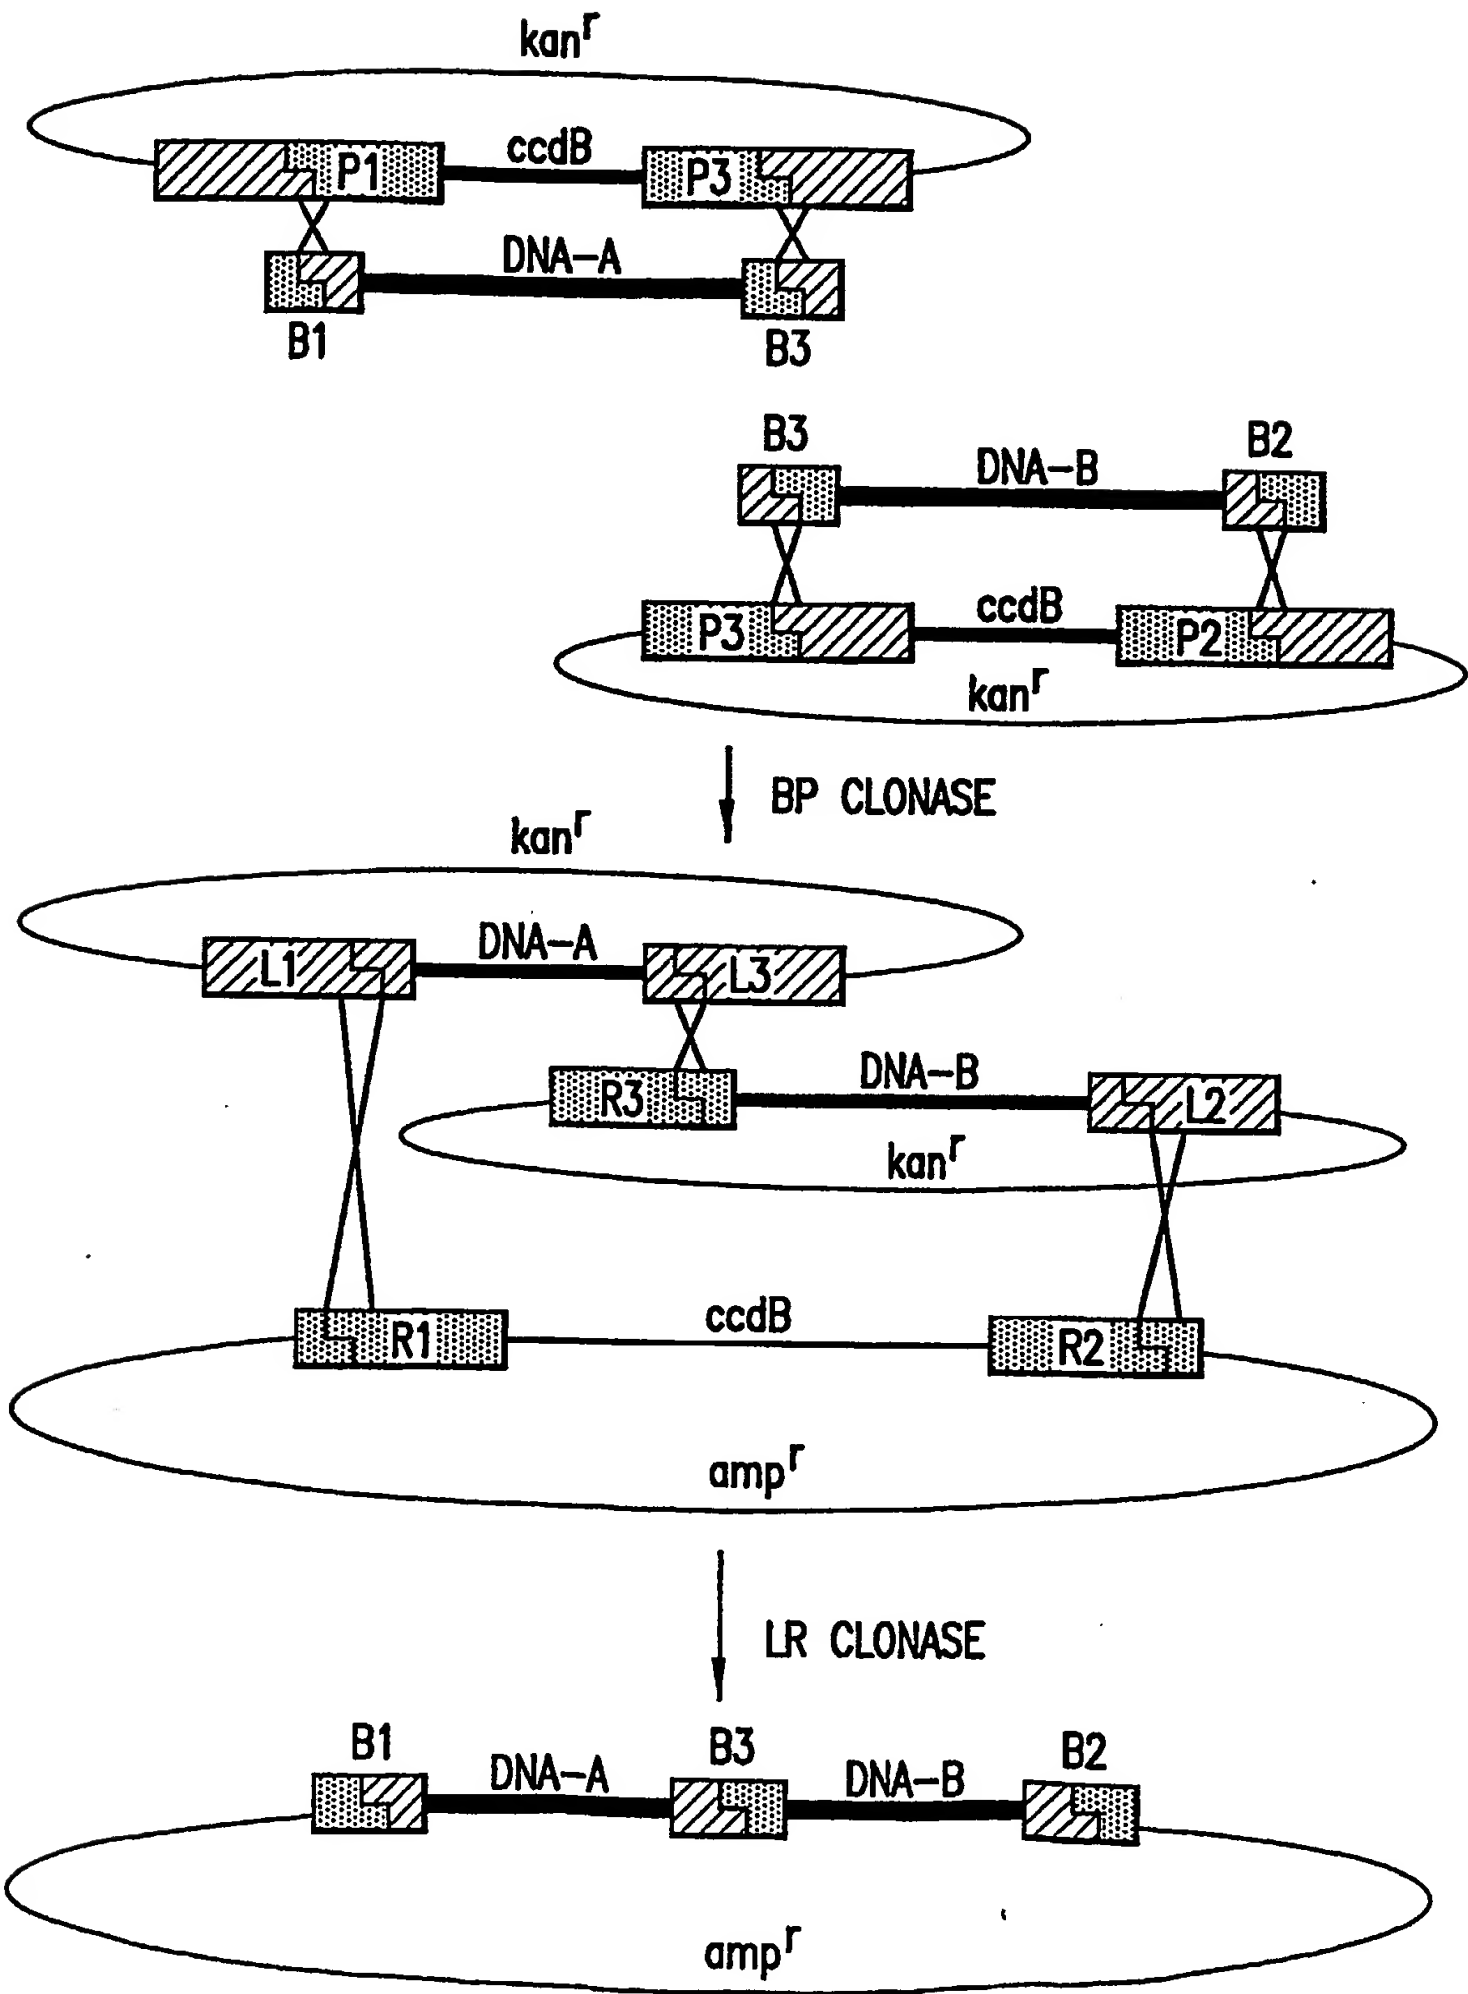 kanʳ
ccdB
P1
P3
DNA-A
B1
B3
B3
B2
DNA-B
ccdB
P3
P2
kanʳ
BP CLONASE
kanʳ
DNA-A
L1
L3
DNA-B
R3
L2
kanʳ
ccdB
R1
R2
ampʳ
LR CLONASE
B1
B3
B2
DNA-A
DNA-B
ampʳ